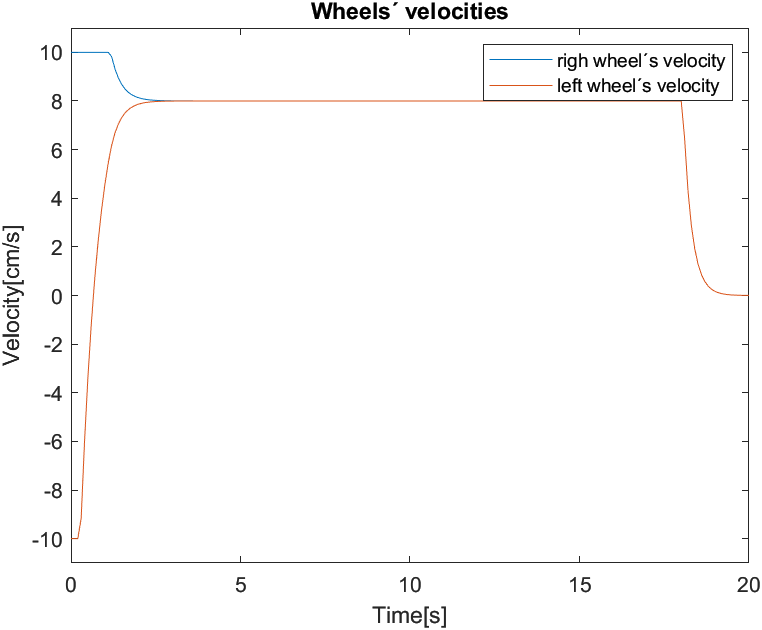 Wheels´ velocities
righ wheel´s velocity
left wheel´s velocity
10
8
6
4
2
0
-2
-4
-6
-8
-10
Velocity[cm/s]
0 5 10 15 20
Time[s]